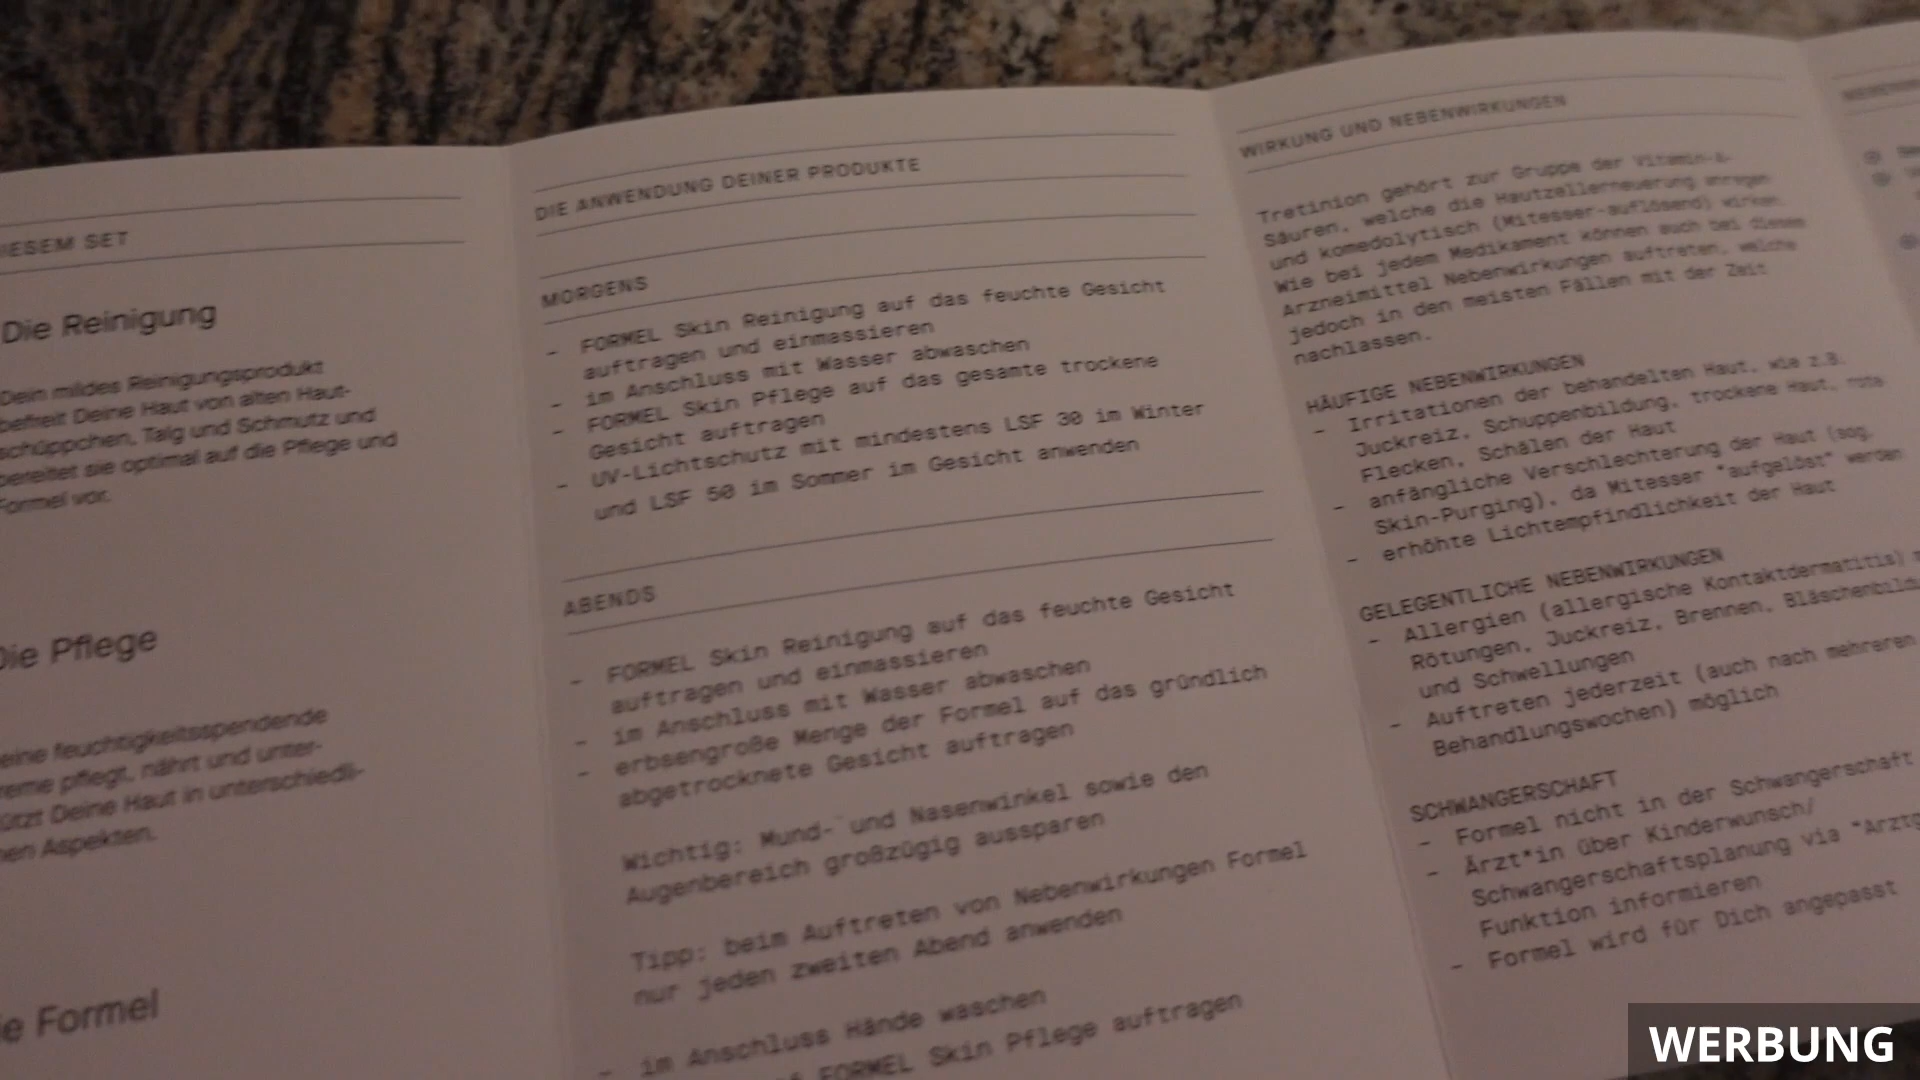 IESEM SET
Die Reinigung
Dein mildes Reinigungsprodukt
befreit Deine Haut von alten Haut-
schüppchen, Talg und Schmutz und
bereitet sie optimal auf die Pflege und
Formel vor.
Die Pflege
eine feuchtigkeitsspendende
reme pflegt, nährt und unter-
ützt Deine Haut in unterschiedli-
hen Aspekten.
ie Formel
DIE ANWENDUNG DEINER PRODUKTE
MORGENS
- FORMEL Skin Reinigung auf das feuchte Gesicht
auftragen und einmassieren
- im Anschluss mit Wasser abwaschen
- FORMEL Skin Pflege auf das gesamte trockene
Gesicht auftragen
- UV-Lichtschutz mit mindestens LSF 30 im Winter
und LSF 50 im Sommer im Gesicht anwenden
ABENDS
- FORMEL Skin Reinigung auf das feuchte Gesicht
auftragen und einmassieren
- im Anschluss mit Wasser abwaschen
- erbsengroße Menge der Formel auf das gründlich
abgetrocknete Gesicht auftragen
Wichtig: Mund- und Nasenwinkel sowie den
Augenbereich großzügig aussparen
Tipp: beim Auftreten von Nebenwirkungen Formel
nur jeden zweiten Abend anwenden
- im Anschluss Hände waschen
FORMEL Skin Pflege auftragen
WIRKUNG UND NEBENWIRKUNGEN
Tretinion gehört zur Gruppe der Vitamin-A-
Säuren, welche die Hautzellerneuerung anregen
und komedolytisch (Mitesser-auflösend) wirken.
Wie bei jedem Medikament können auch bei diesem
Arzneimittel Nebenwirkungen auftreten, welche
jedoch in den meisten Fällen mit der Zeit
nachlassen.
HÄUFIGE NEBENWIRKUNGEN
- Irritationen der behandelten Haut, wie z.B.
Juckreiz, Schuppenbildung, trockene Haut, rote
Flecken, Schälen der Haut
- anfängliche Verschlechterung der Haut (sog.
Skin-Purging), da Mitesser "aufgelöst" werden
- erhöhte Lichtempfindlichkeit der Haut
GELEGENTLICHE NEBENWIRKUNGEN
- Allergien (allergische Kontaktdermatitis) m
Rötungen, Juckreiz, Brennen, Bläschenbildu
und Schwellungen
- Auftreten jederzeit (auch nach mehreren
Behandlungswochen) möglich
SCHWANGERSCHAFT
- Formel nicht in der Schwangerschaft
- Ärzt*in über Kinderwunsch/
Schwangerschaftsplanung via "Arztg
Funktion informieren
- Formel wird für Dich angepasst
WERBUNG